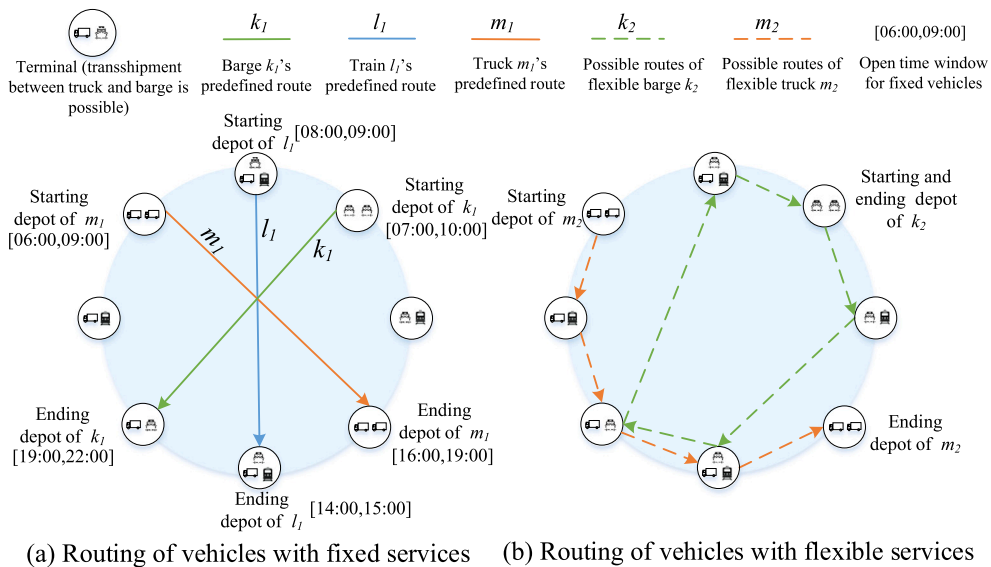 k1
l1
m1
k2
m2
[06:00,09:00]
Terminal (transshipment
between truck and barge is
possible)
Barge k1's
predefined route
Train l1's
predefined route
Truck m1's
predefined route
Possible routes of
flexible barge k2
Possible routes of
flexible truck m2
Open time window
for fixed vehicles
Starting
depot of l1
[08:00,09:00]
Starting
depot of m1
[06:00,09:00]
Starting
depot of k1
[07:00,10:00]
m1
l1
k1
Ending
depot of k1
[19:00,22:00]
Ending
depot of m1
[16:00,19:00]
Ending
depot of l1
[14:00,15:00]
(a) Routing of vehicles with fixed services
Starting
depot of m2
Starting and
ending depot
of k2
Ending
depot of m2
(b) Routing of vehicles with flexible services